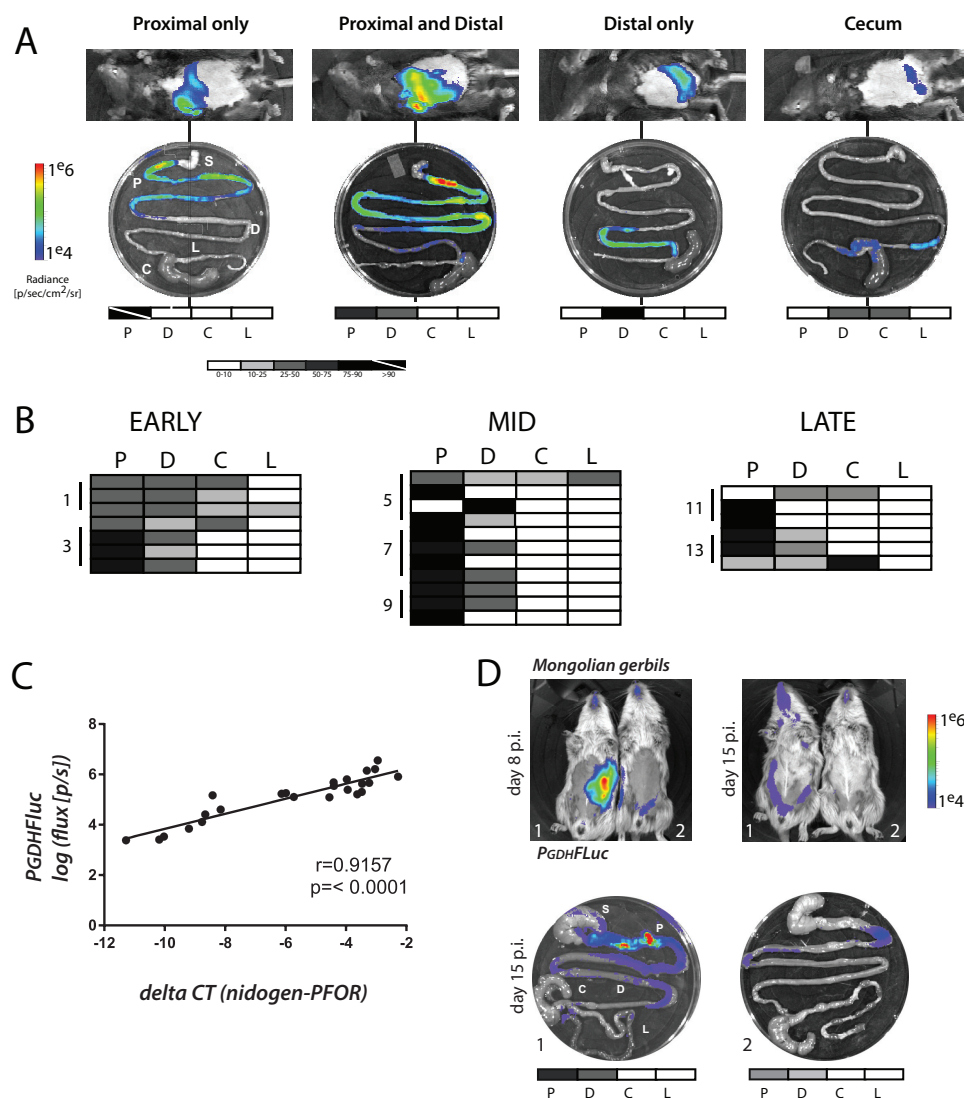 A
Proximal only
Proximal and Distal
Distal only
Cecum
1e6
1e4
Radiance
[p/sec/cm2/sr]
S
P
D
L
C
P D C L
P D C L
P D C L
P D C L
0-10 10-25 25-50 50-75 75-90 >90
B
EARLY
MID
LATE
P D C L
1
3
P D C L
5
7
9
P D C L
11
13
C
PGDHFluc
log (flux [p/s])
8
6
4
2
0
-12 -10 -8 -6 -4 -2
r=0.9157
p=< 0.0001
delta CT (nidogen-PFOR)
D
Mongolian gerbils
day 8 p.i.
1 2
PGDHFLuc
day 15 p.i.
1 2
1e6
1e4
day 15 p.i.
S
P
C D
L
1
2
P D C L
P D C L